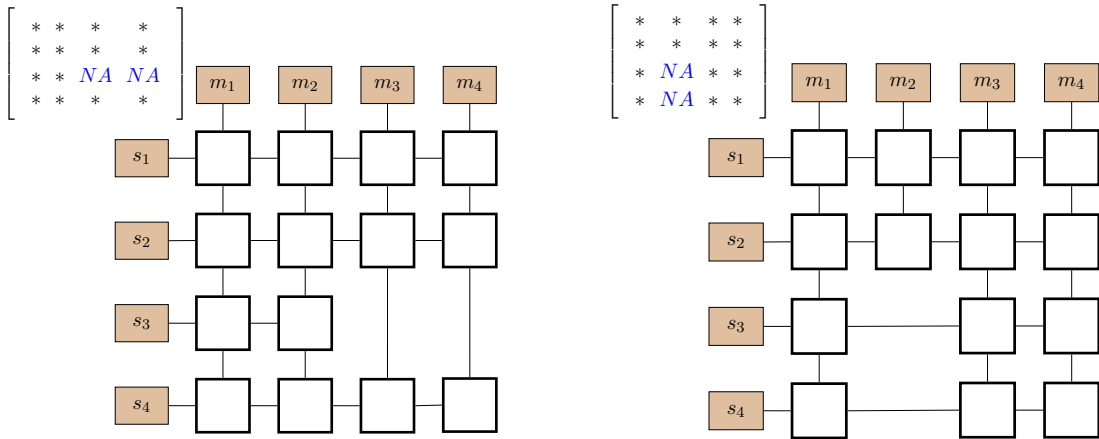 * * * *
* * * *
* * NA NA
* * * *
m₁ m₂ m₃ m₄
s₁
s₂
s₃
s₄
* * * *
* * * *
* NA * *
* NA * *
m₁ m₂ m₃ m₄
s₁
s₂
s₃
s₄